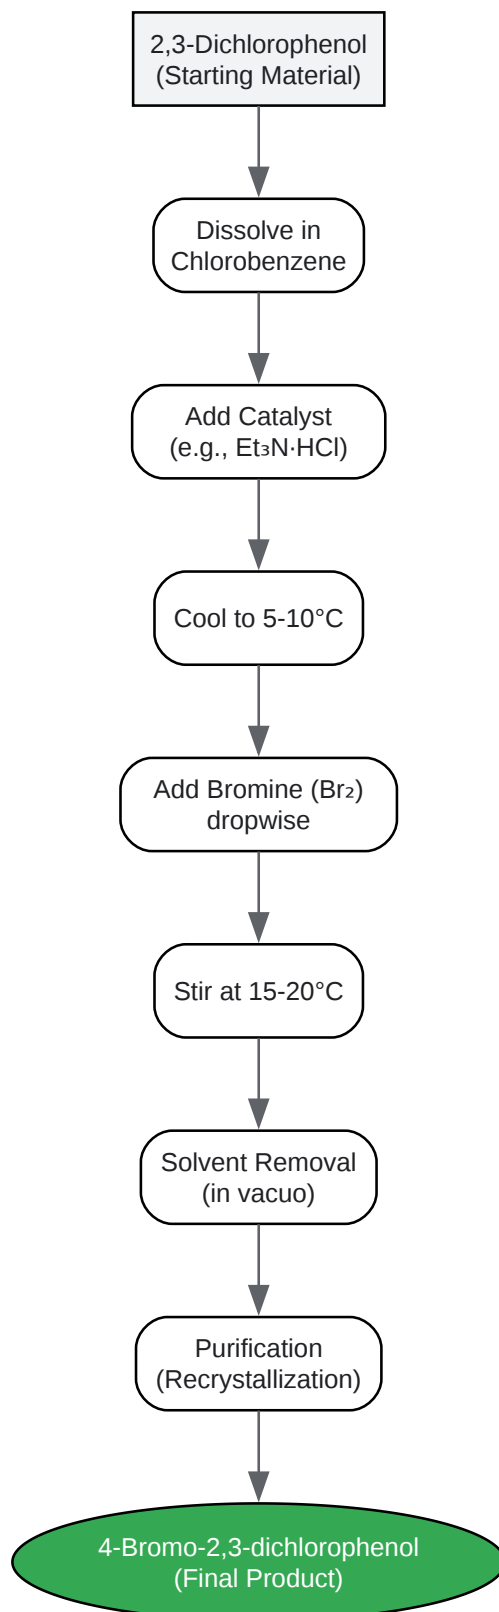 2,3-Dichlorophenol
(Starting Material)
Dissolve in
Chlorobenzene
Add Catalyst
(e.g., Et₃N·HCl)
Cool to 5-10°C
Add Bromine (Br₂)
dropwise
Stir at 15-20°C
Solvent Removal
(in vacuo)
Purification
(Recrystallization)
4-Bromo-2,3-dichlorophenol
(Final Product)